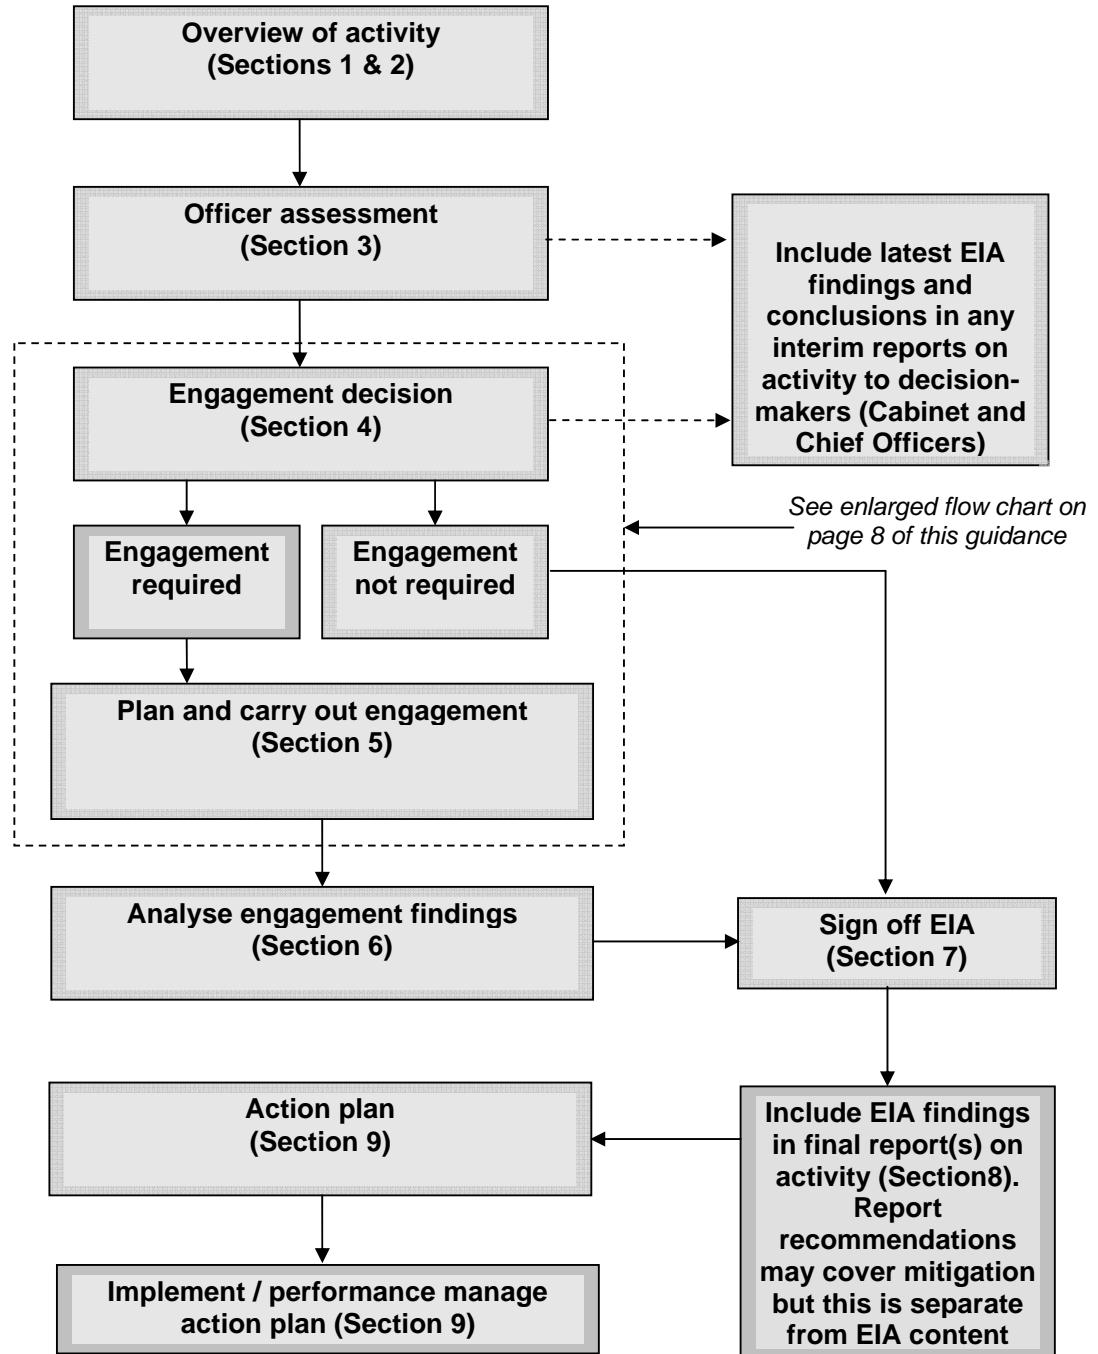 Overview of activity
(Sections 1 & 2)
Officer assessment
(Section 3)
Include latest EIA
findings and
conclusions in any
interim reports on
activity to decision-
makers (Cabinet and
Chief Officers)
Engagement decision
(Section 4)
See enlarged flow chart on
page 8 of this guidance
Engagement
required
Engagement
not required
Plan and carry out engagement
(Section 5)
Analyse engagement findings
(Section 6)
Sign off EIA
(Section 7)
Include EIA findings
in final report(s) on
activity (Section8).
Report
recommendations
may cover mitigation
but this is separate
from EIA content
Action plan
(Section 9)
Implement / performance manage
action plan (Section 9)